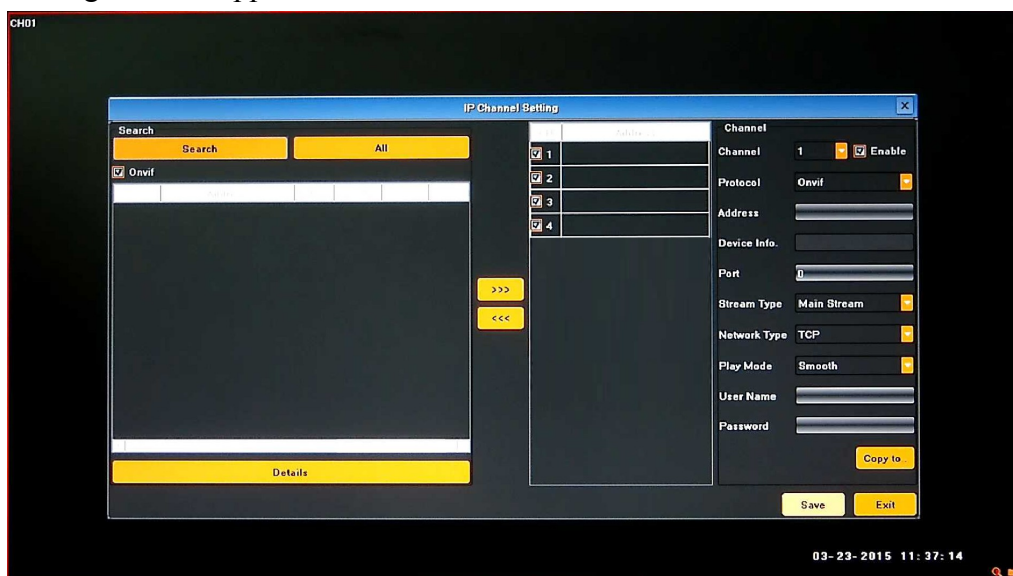 CH01
IP Channel Setting
Search
Search All
Onvif
1
2
3
4
>>>
<<<
Details
Channel
Channel 1 Enable
Protocol Onvif
Address
Device Info.
Port 0
Stream Type Main Stream
Network Type TCP
Play Mode Smooth
User Name
Password
Copy to..
Save Exit
03-23-2015 11:37:14